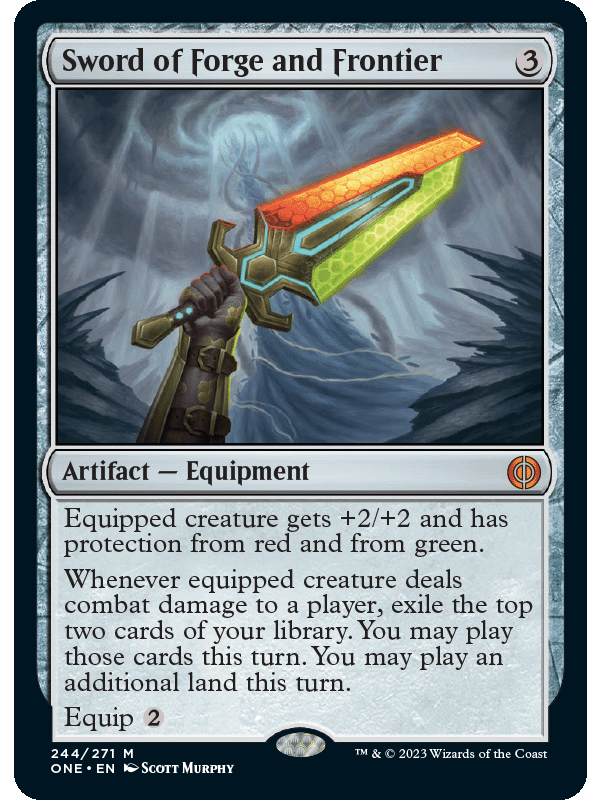 Sword of Forge and Frontier 3
Artifact — Equipment
Equipped creature gets +2/+2 and has
protection from red and from green.
Whenever equipped creature deals
combat damage to a player, exile the top
two cards of your library. You may play
those cards this turn. You may play an
additional land this turn.
Equip 2
244/271 M
ONE • EN Scott Murphy
™ & © 2023 Wizards of the Coast